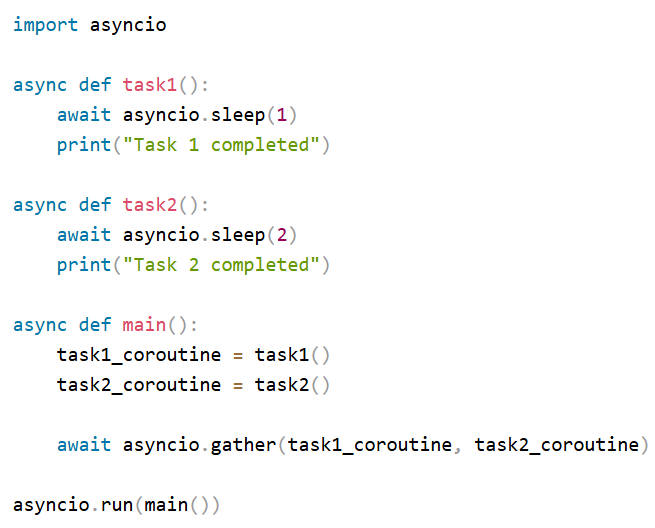 import asyncio

async def task1():
    await asyncio.sleep(1)
    print("Task 1 completed")

async def task2():
    await asyncio.sleep(2)
    print("Task 2 completed")

async def main():
    task1_coroutine = task1()
    task2_coroutine = task2()

    await asyncio.gather(task1_coroutine, task2_coroutine)

asyncio.run(main())